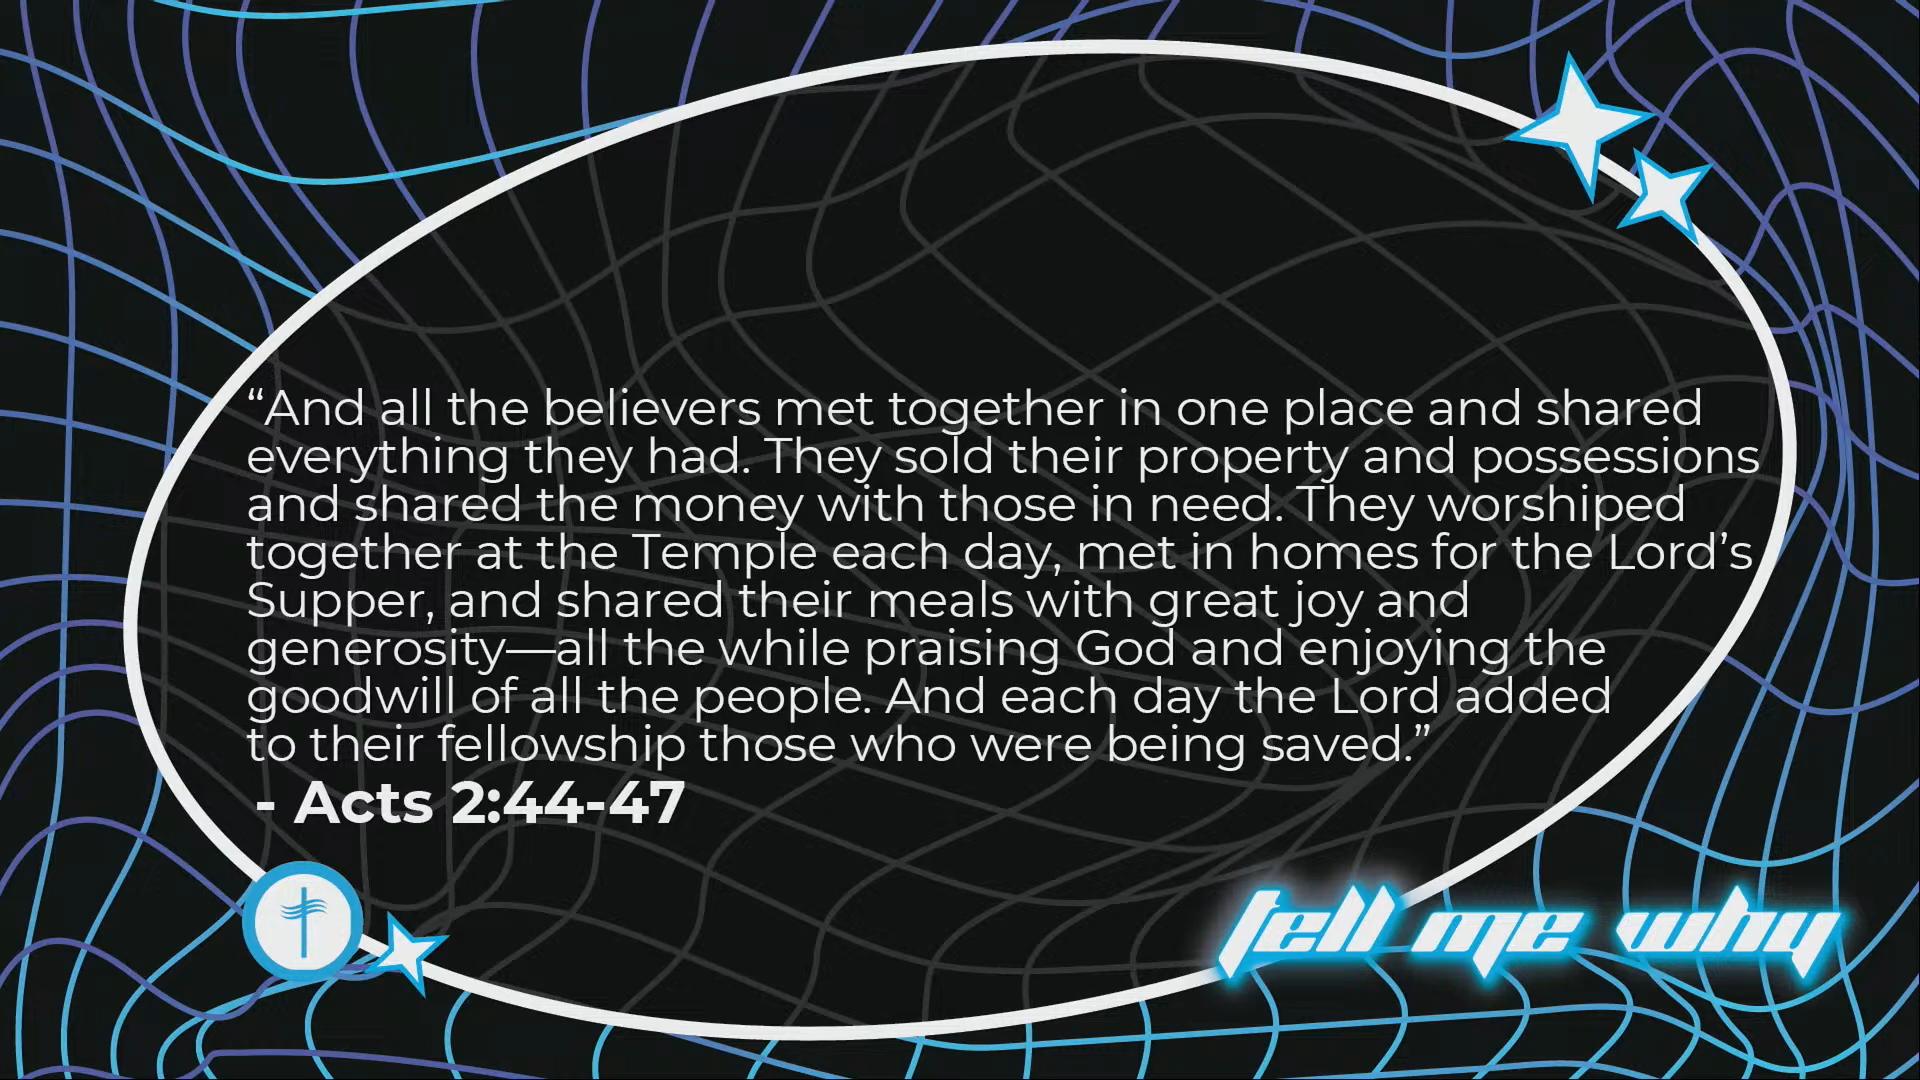 “And all the believers met together in one place and shared
everything they had. They sold their property and possessions
and shared the money with those in need. They worshiped
together at the Temple each day, met in homes for the Lord’s
Supper, and shared their meals with great joy and
generosity—all the while praising God and enjoying the
goodwill of all the people. And each day the Lord added
to their fellowship those who were being saved.”
- Acts 2:44-47
tell me why